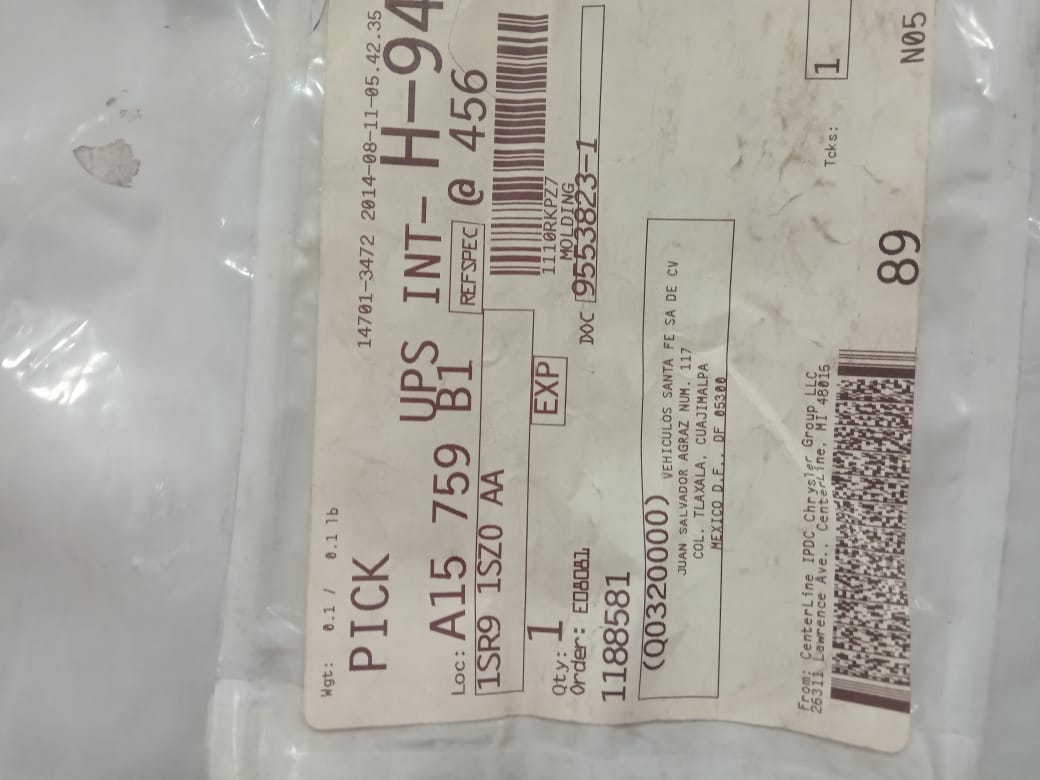 Wgt: 0.1 / 0.1 lb
14701-3472 2014-08-11-05.42.35
PICK UPS INT- H-94
Loc: A15 759 B1 REFSPEC @ 456
1SR9 1SZ0 AA
1110RKPZ7
Qty: 1 EXP MOLDING
Order: DOC 9553823-1
1188581
(Q0320000) VEHICULOS SANTA FE SA DE CV
JUAN SALVADOR AGRAZ NUM. 117
COL. TLAXALA, CUAJIMALPA
MEXICO D.F., DF 05300
Tcks: 1
From: CenterLine IPDC Chrysler Group LLC
26311 Lawrence Ave., CenterLine, MI 48015
89 N05